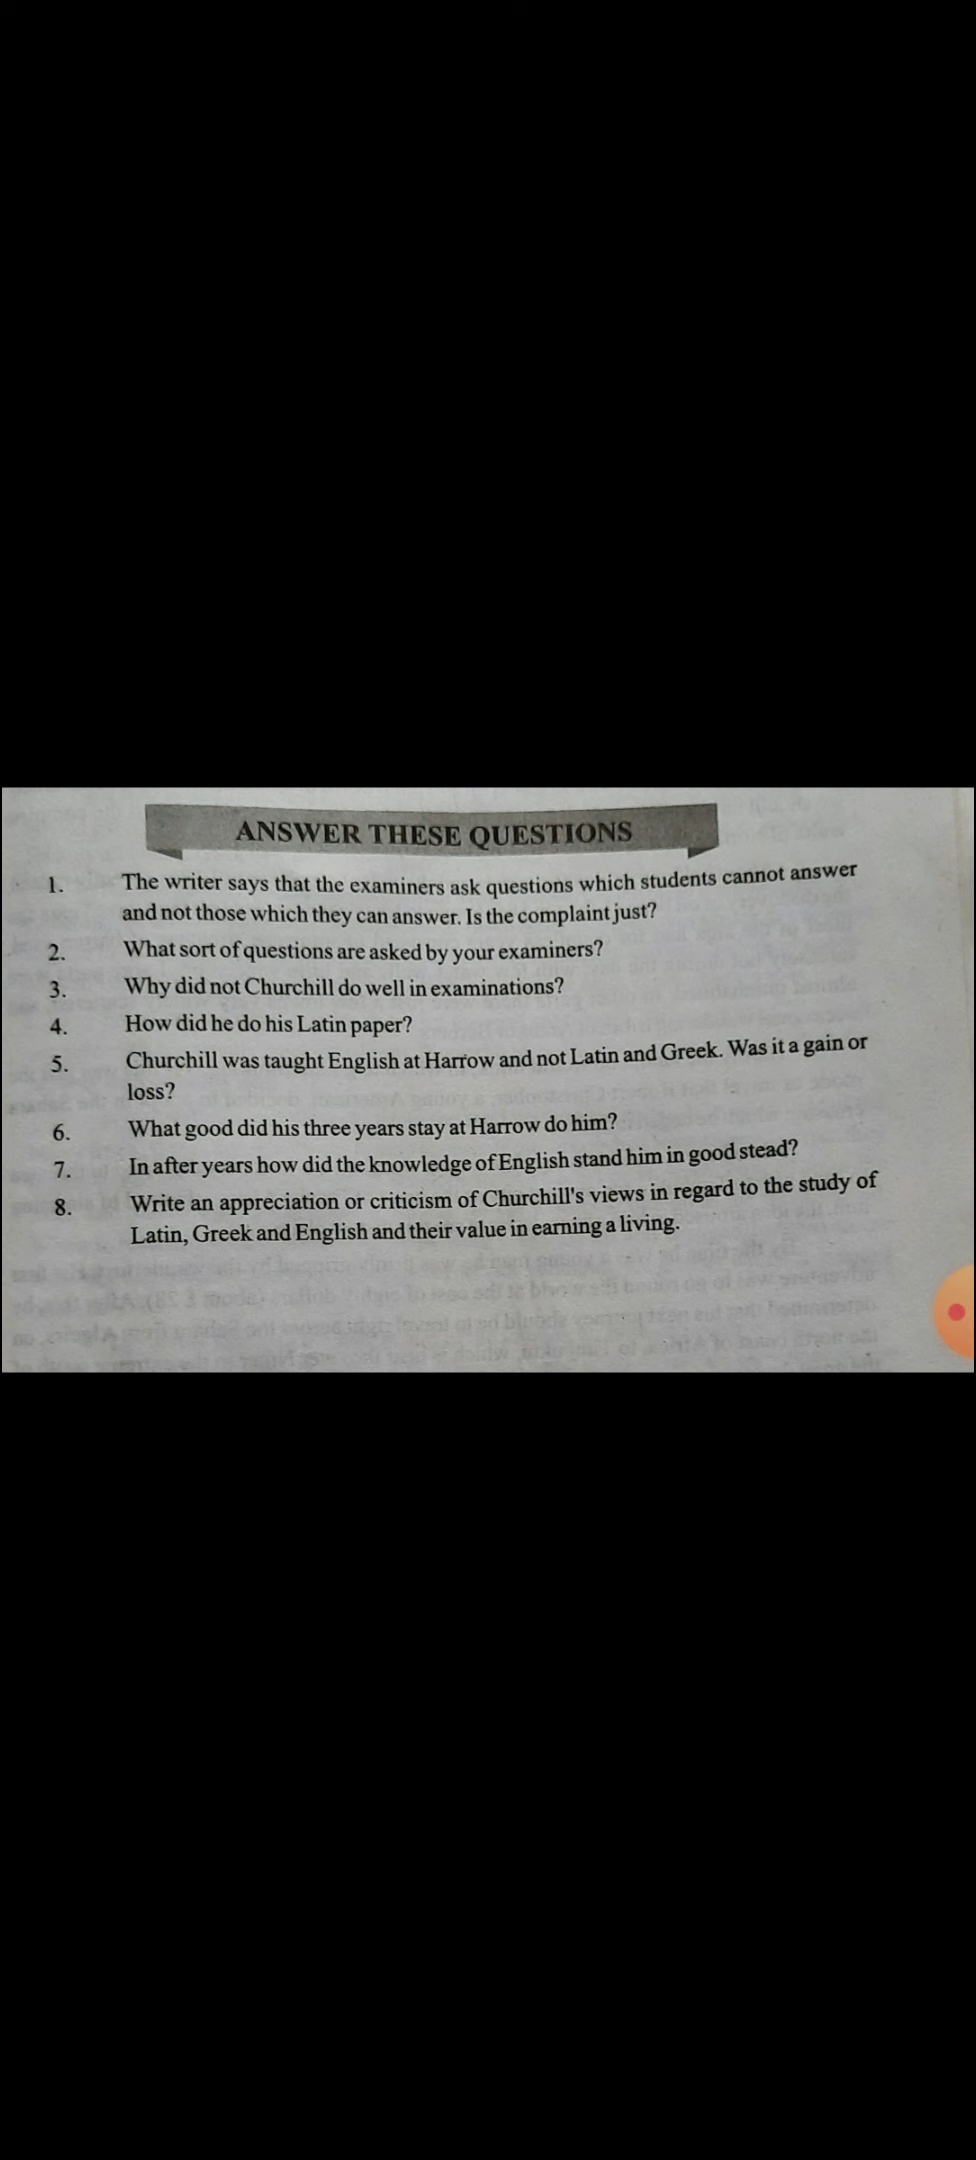 ANSWER THESE QUESTIONS
1. The writer says that the examiners ask questions which students cannot answer
and not those which they can answer. Is the complaint just?
2. What sort of questions are asked by your examiners?
3. Why did not Churchill do well in examinations?
4. How did he do his Latin paper?
5. Churchill was taught English at Harrow and not Latin and Greek. Was it a gain or
loss?
6. What good did his three years stay at Harrow do him?
7. In after years how did the knowledge of English stand him in good stead?
8. Write an appreciation or criticism of Churchill's views in regard to the study of
Latin, Greek and English and their value in earning a living.